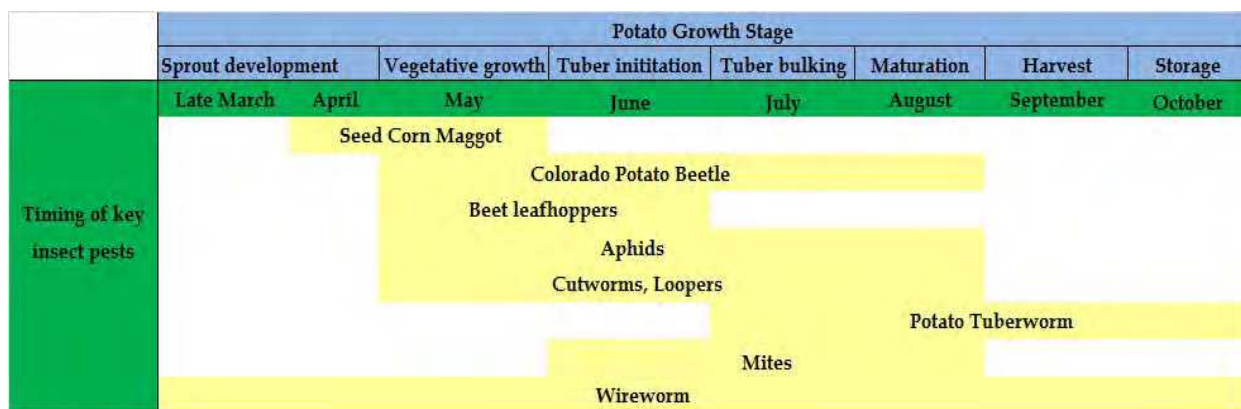 Potato Growth Stage
Sprout development Vegetative growth Tuber inititation Tuber bulking Maturation Harvest Storage
Late March April May June July August September October
Timing of key
insect pests
Seed Corn Maggot
Colorado Potato Beetle
Beet leafhoppers
Aphids
Cutworms, Loopers
Potato Tuberworm
Mites
Wireworm